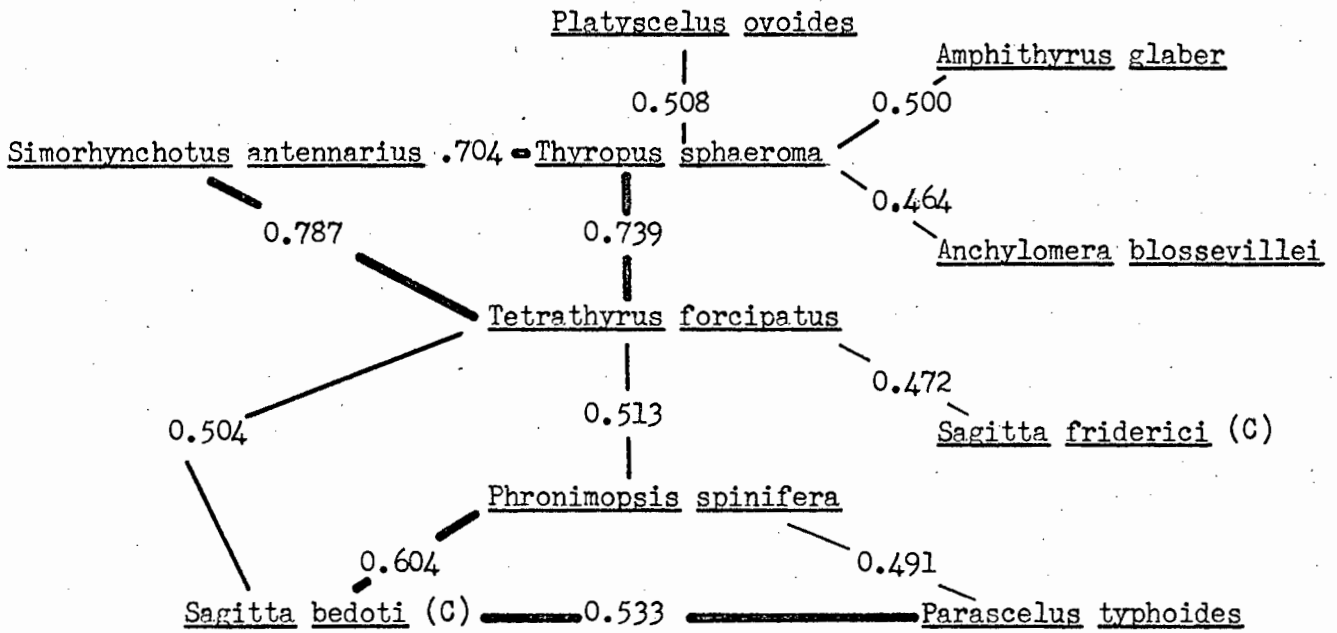 Platyscelus ovoides
Amphithyrus glaber
0.508
0.500
Simorhynchotus antennarius .704 Thyropus sphaeroma
0.464
0.787
0.739
Anchylomera blossevillei
Tetrathyrus forcipatus
0.472
0.504
0.513
Sagitta friderici (C)
Phronimopsis spinifera
0.604
0.491
Sagitta bedoti (C)
0.533
Parascelus typhoides